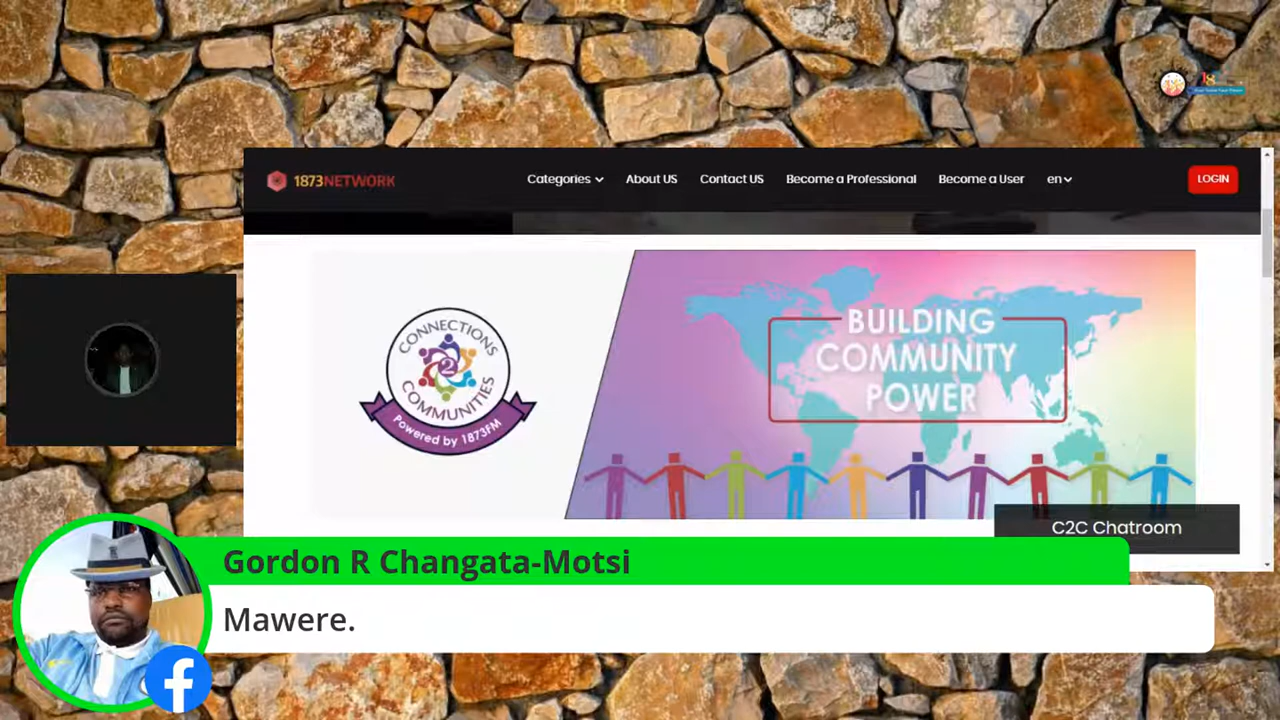 1873NETWORK
Categories
About US
Contact US
Become a Professional
Become a User
en
LOGIN
CONNECTIONS
2
COMMUNITIES
Powered by 1873FM
BUILDING
COMMUNITY
POWER
C2C Chatroom
Gordon R Changata-Motsi
Mawere.